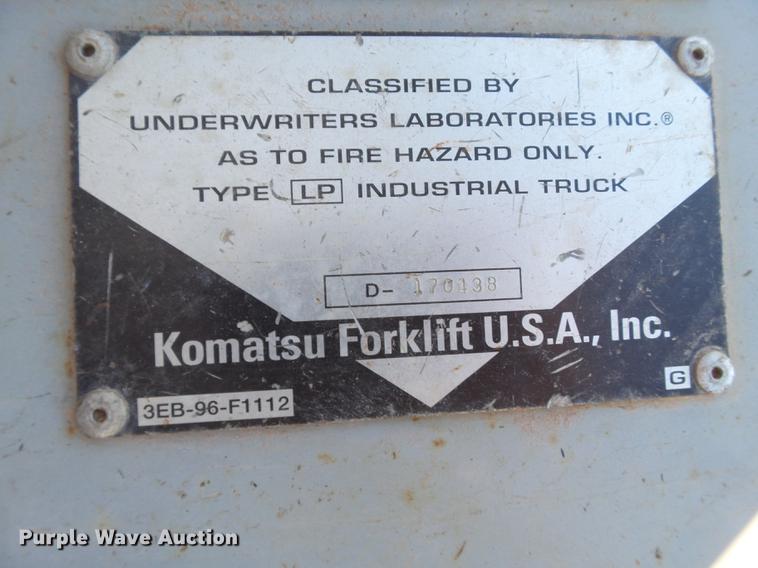 CLASSIFIED BY
UNDERWRITERS LABORATORIES INC.®
AS TO FIRE HAZARD ONLY.
TYPE LP INDUSTRIAL TRUCK
D- 170498
Komatsu Forklift U.S.A., Inc.
3EB-96-F1112
G
Purple Wave Auction